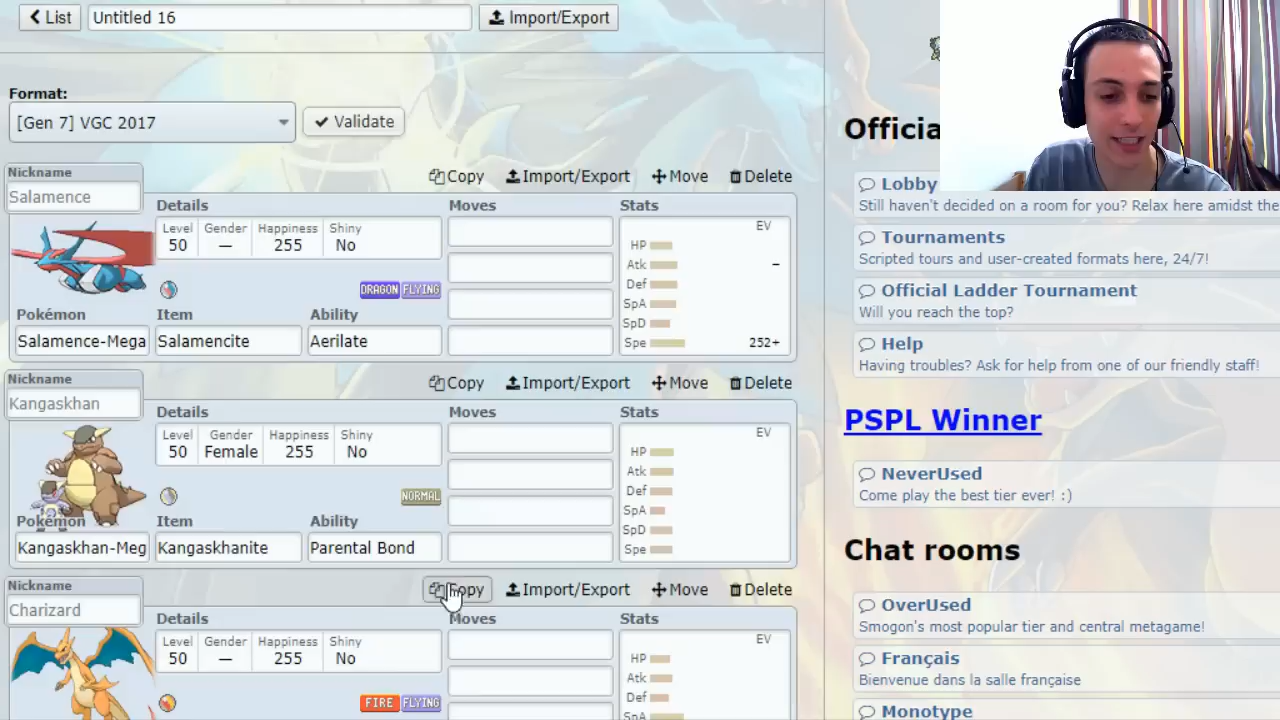 List
Untitled 16
Import/Export
Format:
[Gen 7] VGC 2017
Validate
Nickname
Salamence
Copy
Import/Export
Move
Delete
Details
Moves
Stats
Level
50
Gender
—
Happiness
255
Shiny
No
EV
HP
Atk
–
Def
SpA
SpD
Spe
252+
DRAGON
FLYING
Pokémon
Item
Ability
Salamence-Mega
Salamencite
Aerilate
Nickname
Kangaskhan
Copy
Import/Export
Move
Delete
Details
Moves
Stats
Level
50
Gender
Female
Happiness
255
Shiny
No
EV
HP
Atk
Def
SpA
SpD
Spe
NORMAL
Pokémon
Item
Ability
Kangaskhan-Meg
Kangaskhanite
Parental Bond
Nickname
Charizard
Copy
Import/Export
Move
Delete
Details
Moves
Stats
Level
50
Gender
—
Happiness
255
Shiny
No
EV
HP
Atk
Def
SpA
FIRE
FLYING
Officia
Lobby
Still haven't decided on a room for you? Relax here amidst the
Tournaments
Scripted tours and user-created formats here, 24/7!
Official Ladder Tournament
Will you reach the top?
Help
Having troubles? Ask for help from one of our friendly staff!
PSPL Winner
NeverUsed
Come play the best tier ever! :)
Chat rooms
OverUsed
Smogon's most popular tier and central metagame!
Français
Bienvenue dans la salle française
Monotype